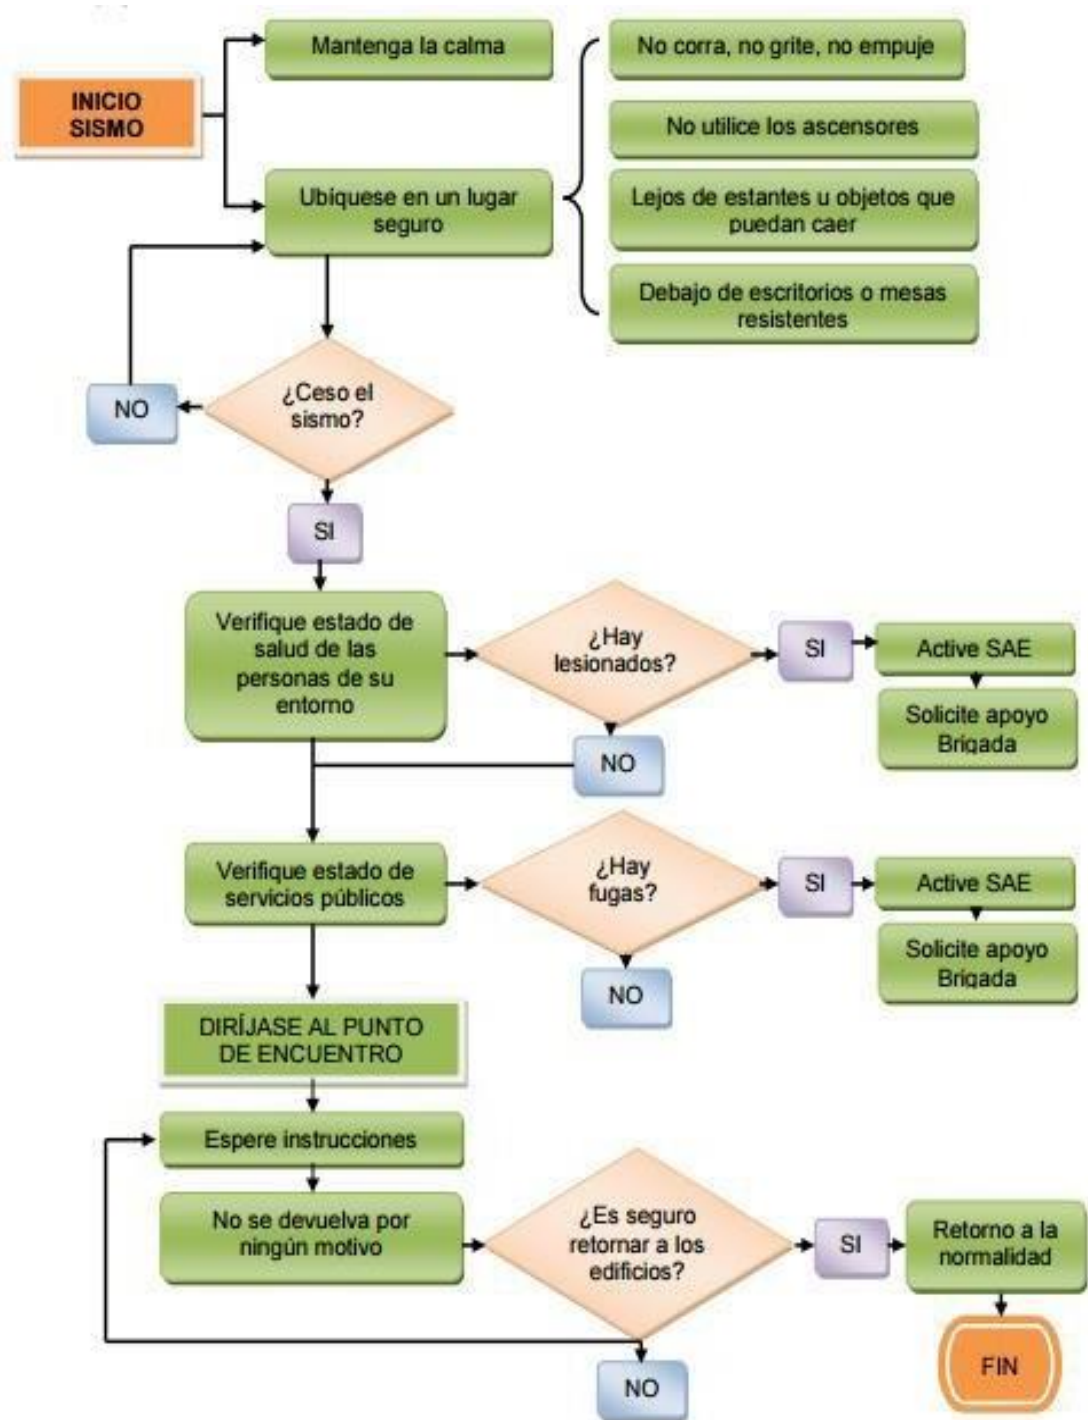 INICIO
SISMO
Mantenga la calma
Ubíquese en un lugar
seguro
No corra, no grite, no empuje
No utilice los ascensores
Lejos de estantes u objetos que
puedan caer
Debajo de escritorios o mesas
resistentes
¿Ceso el
sismo?
NO
SI
Verifique estado de
salud de las
personas de su
entorno
¿Hay
lesionados?
SI
Active SAE
Solicite apoyo
Brigada
NO
Verifique estado de
servicios públicos
¿Hay
fugas?
SI
Active SAE
Solicite apoyo
Brigada
NO
DIRÍJASE AL PUNTO
DE ENCUENTRO
Espere instrucciones
No se devuelva por
ningún motivo
¿Es seguro
retornar a los
edificios?
SI
Retorno a la
normalidad
NO
FIN